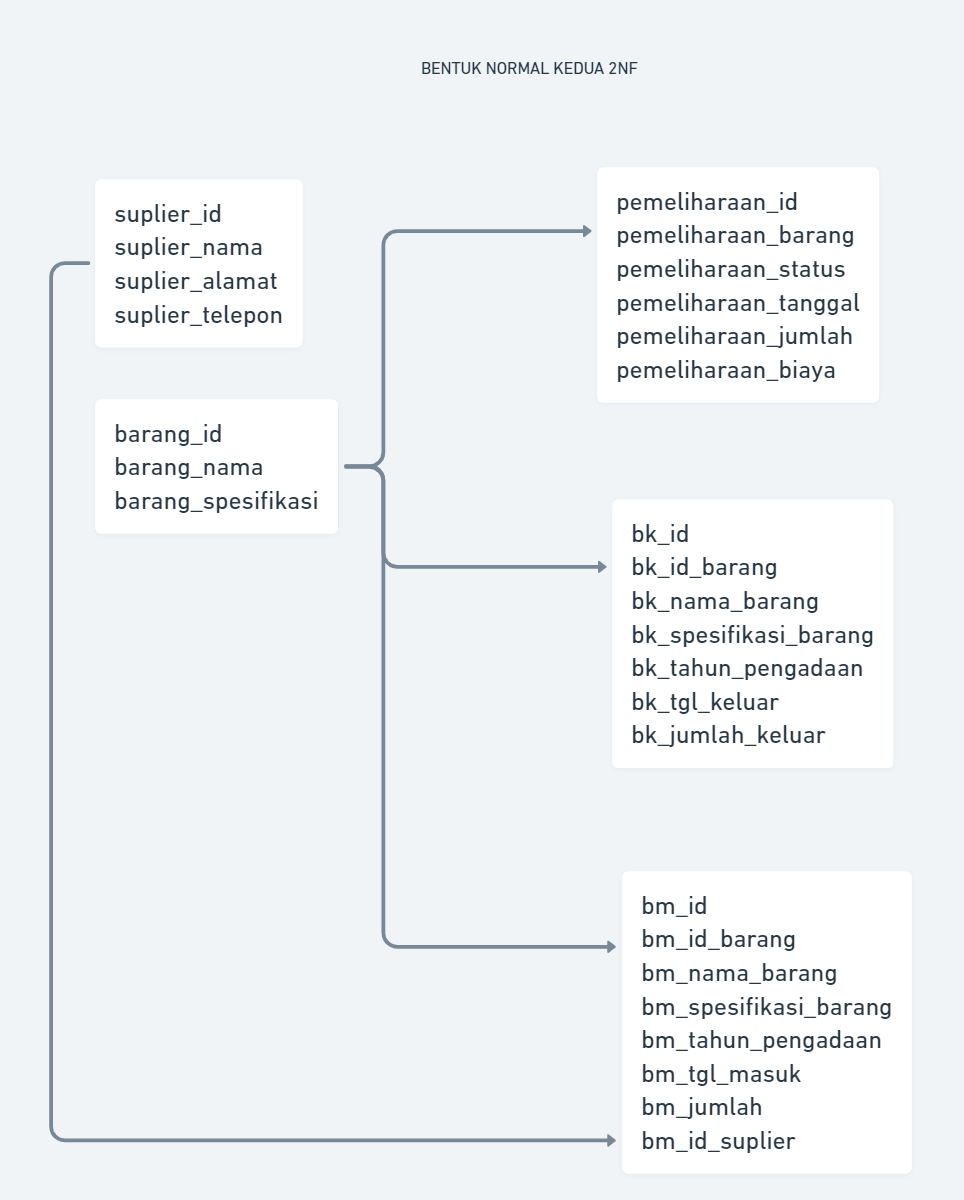 BENTUK NORMAL KEDUA 2NF
suplier_id
suplier_nama
suplier_alamat
suplier_telepon
barang_id
barang_nama
barang_spesifikasi
pemeliharaan_id
pemeliharaan_barang
pemeliharaan_status
pemeliharaan_tanggal
pemeliharaan_jumlah
pemeliharaan_biaya
bk_id
bk_id_barang
bk_nama_barang
bk_spesifikasi_barang
bk_tahun_pengadaan
bk_tgl_keluar
bk_jumlah_keluar
bm_id
bm_id_barang
bm_nama_barang
bm_spesifikasi_barang
bm_tahun_pengadaan
bm_tgl_masuk
bm_jumlah
bm_id_suplier